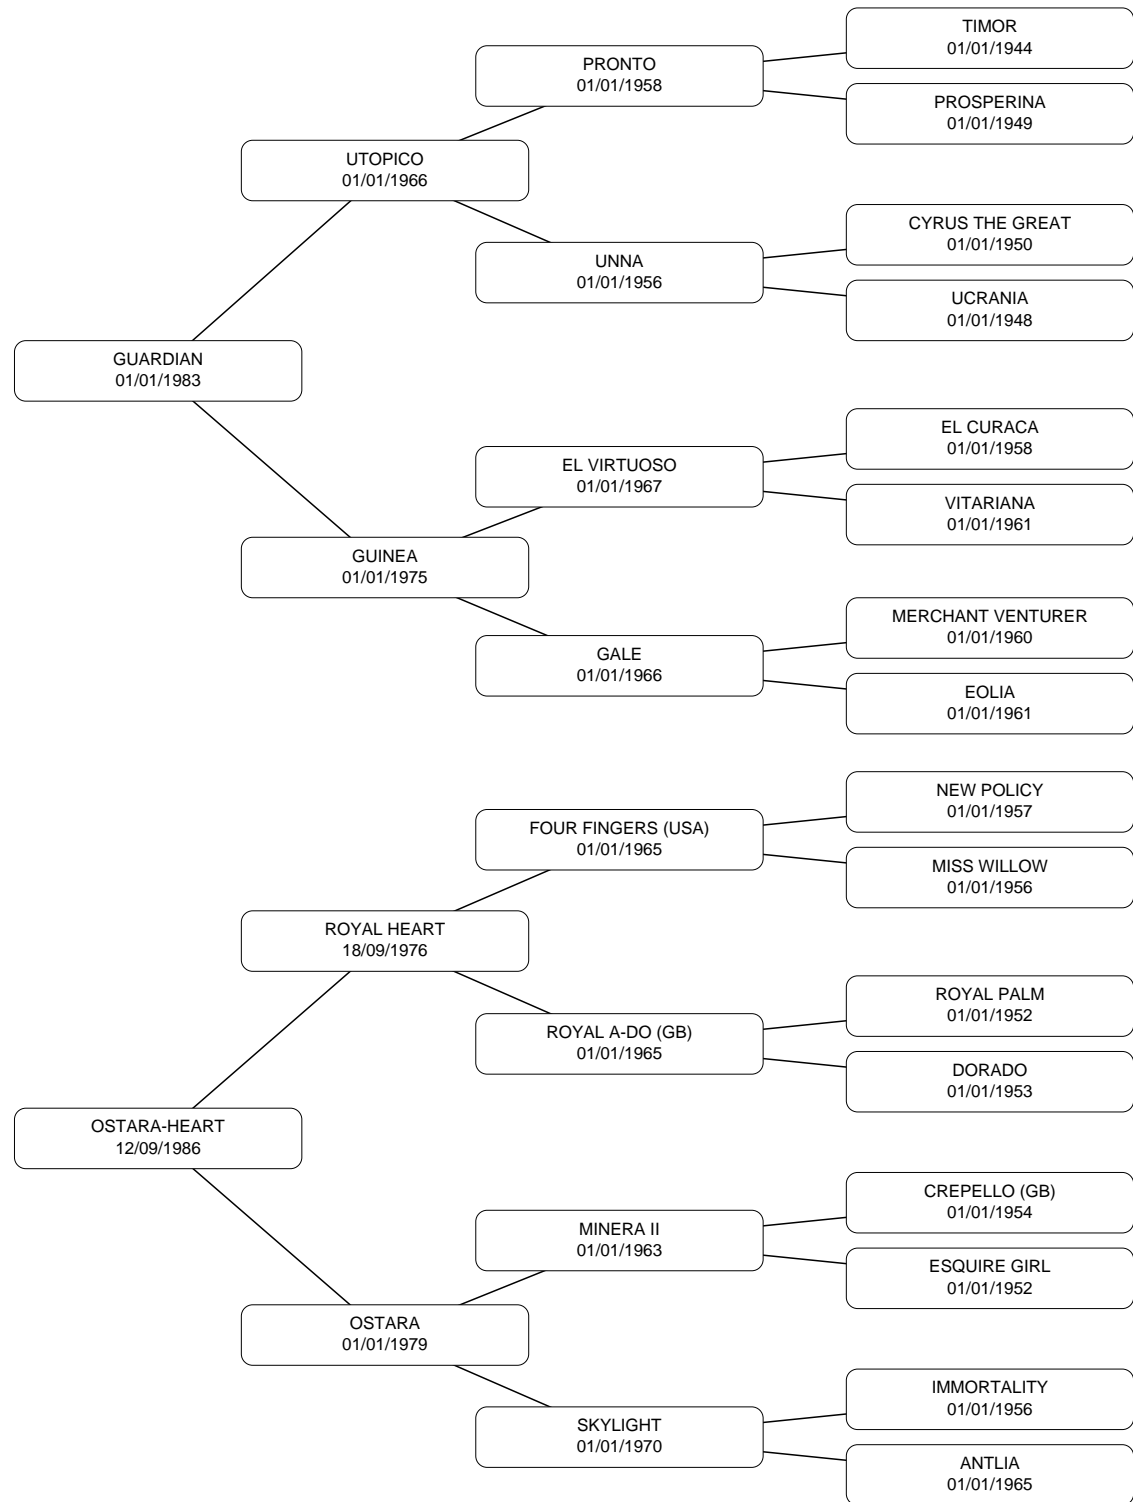 TIMOR
01/01/1944
PRONTO
01/01/1958
PROSPERINA
01/01/1949
UTOPICO
01/01/1966
CYRUS THE GREAT
01/01/1950
UNNA
01/01/1956
UCRANIA
01/01/1948
GUARDIAN
01/01/1983
EL CURACA
01/01/1958
EL VIRTUOSO
01/01/1967
VITARIANA
01/01/1961
GUINEA
01/01/1975
MERCHANT VENTURER
01/01/1960
GALE
01/01/1966
EOLIA
01/01/1961
NEW POLICY
01/01/1957
FOUR FINGERS (USA)
01/01/1965
MISS WILLOW
01/01/1956
ROYAL HEART
18/09/1976
ROYAL PALM
01/01/1952
ROYAL A-DO (GB)
01/01/1965
DORADO
01/01/1953
OSTARA-HEART
12/09/1986
CREPELLO (GB)
01/01/1954
MINERA II
01/01/1963
ESQUIRE GIRL
01/01/1952
OSTARA
01/01/1979
IMMORTALITY
01/01/1956
SKYLIGHT
01/01/1970
ANTLIA
01/01/1965